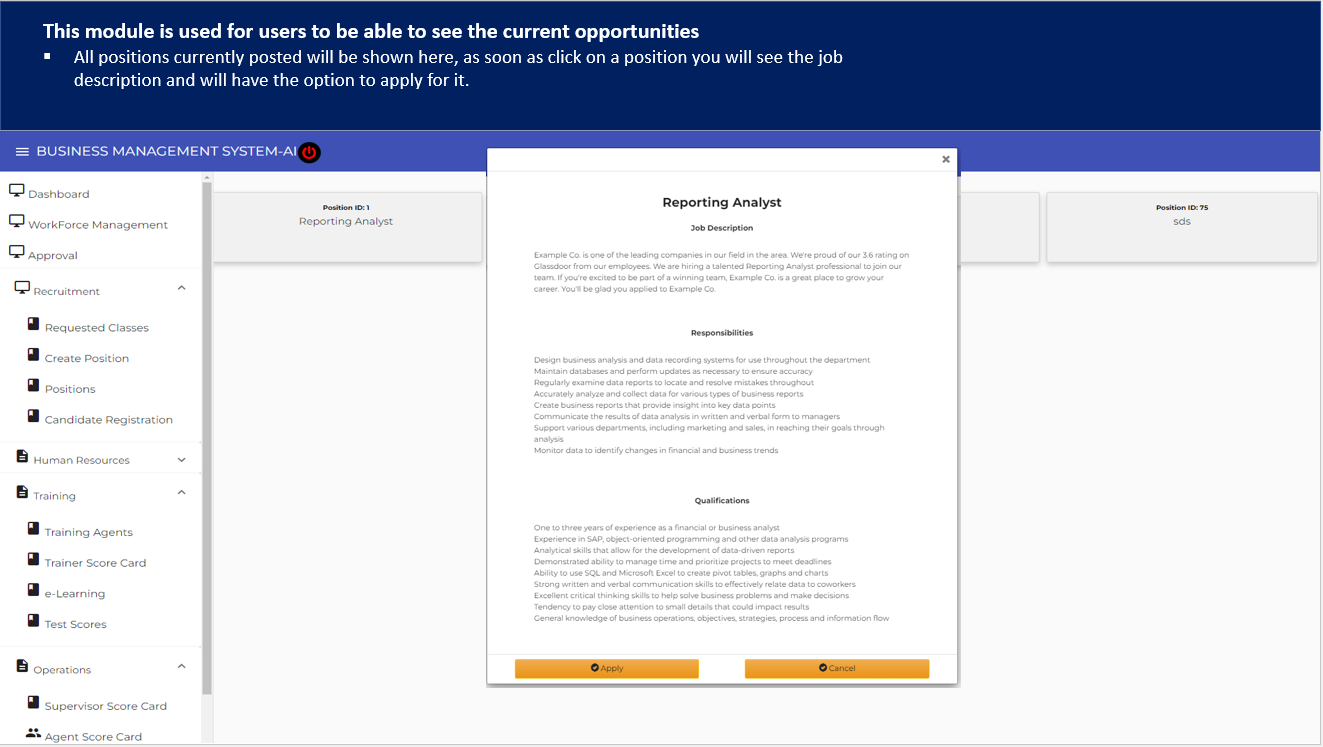 This module is used for users to be able to see the current opportunities
▪ All positions currently posted will be shown here, as soon as click on a position you will see the job
description and will have the option to apply for it.
BUSINESS MANAGEMENT SYSTEM-AI
Dashboard
WorkForce Management
Approval
Recruitment
Requested Classes
Create Position
Positions
Candidate Registration
Human Resources
Training
Training Agents
Trainer Score Card
e-Learning
Test Scores
Operations
Supervisor Score Card
Agent Score Card
Position ID: 1
Reporting Analyst
×
Reporting Analyst
Job Description
Example Co. is one of the leading companies in our field in the area. We're proud of our 3.6 rating on
Glassdoor from our employees. We are hiring a talented Reporting Analyst professional to join our
team. If you're excited to be part of a winning team, Example Co. is a great place to grow your
career. You'll be glad you applied to Example Co.
Responsibilities
Design business analysis and data recording systems for use throughout the department
Maintain databases and perform updates as necessary to ensure accuracy
Regularly examine data reports to locate and resolve mistakes throughout
Accurately analyze and collect data for various types of business reports
Create business reports that provide insight into key data points
Communicate the results of data analysis in written and verbal form to managers
Support various departments, including marketing and sales, in reaching their goals through
analysis
Monitor data to identify changes in financial and business trends
Qualifications
One to three years of experience as a financial or business analyst
Experience in SAP, object-oriented programming and other data analysis programs
Analytical skills that allow for the development of data-driven reports
Demonstrated ability to manage time and prioritize projects to meet deadlines
Ability to use SQL and Microsoft Excel to create pivot tables, graphs and charts
Strong written and verbal communication skills to effectively relate data to coworkers
Excellent critical thinking skills to help solve business problems and make decisions
Tendency to pay close attention to small details that could impact results
General knowledge of business operations, objectives, strategies, process and information flow
Apply
Cancel
Position ID: 75
sds